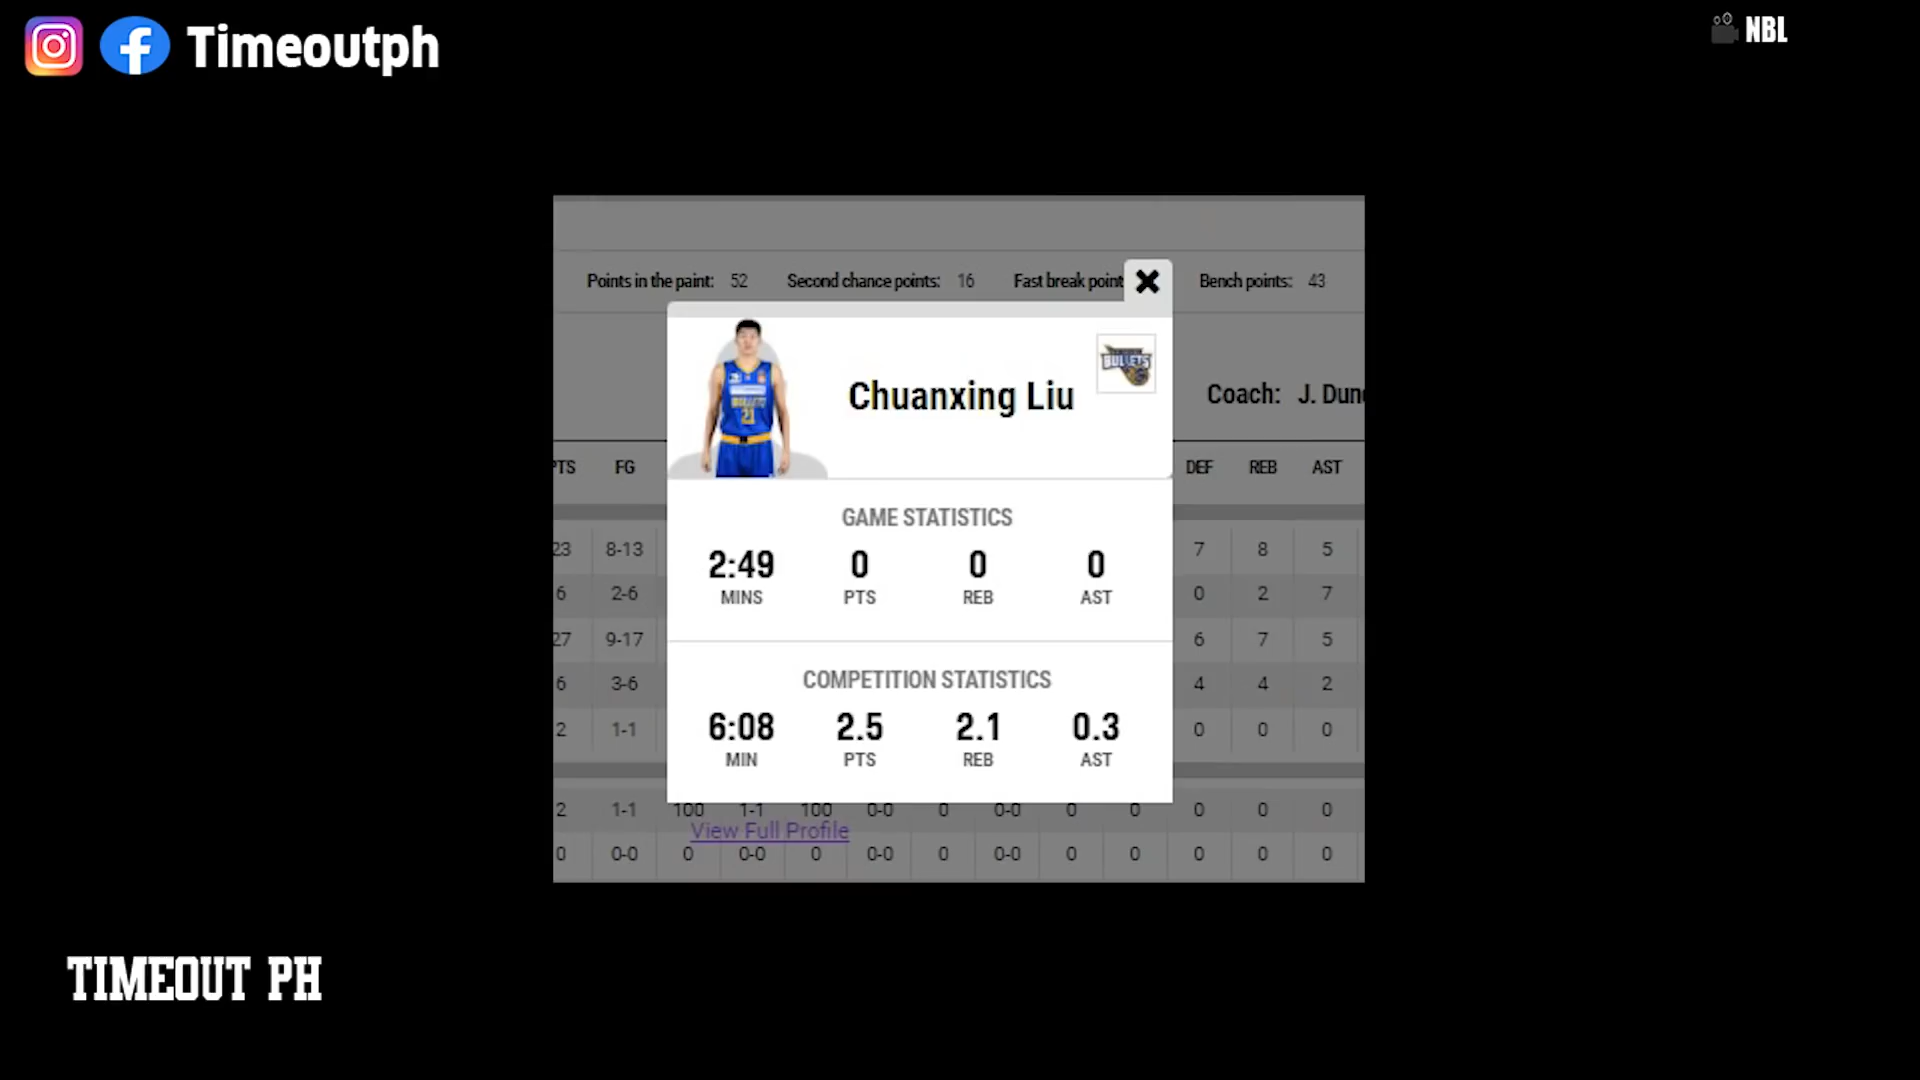 Timeoutph
NBL
Points in the paint: 52 Second chance points: 16 Fast break point Bench points: 43
BULLETS
Chuanxing Liu
BULLETS
21
Coach: J. Dun
PTS FG DEF REB AST
GAME STATISTICS
23 8-13 7 8 5
2:49 0 0 0
MINS PTS REB AST
6 2-6 0 2 7
27 9-17 6 7 5
COMPETITION STATISTICS
6 3-6 4 4 2
6:08 2.5 2.1 0.3
MIN PTS REB AST
2 1-1 0 0 0
2 1-1 100 1-1 100 0-0 0 0-0 0 0 0 0 0
View Full Profile
0 0-0 0 0-0 0 0-0 0 0-0 0 0 0 0 0
TIMEOUT PH